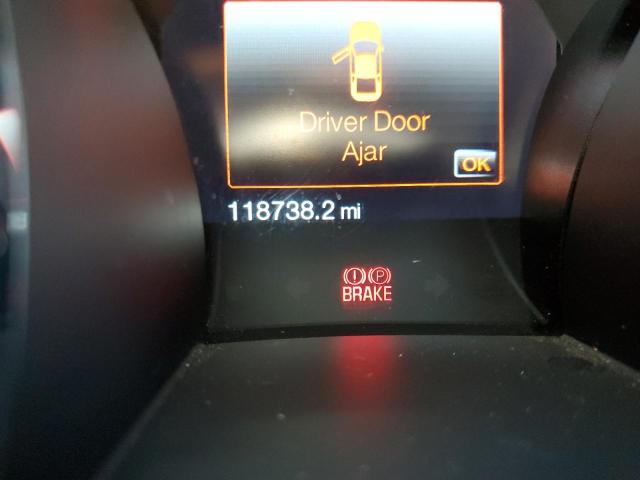 Driver Door
Ajar
OK
118738.2 mi
(!) (P)
BRAKE